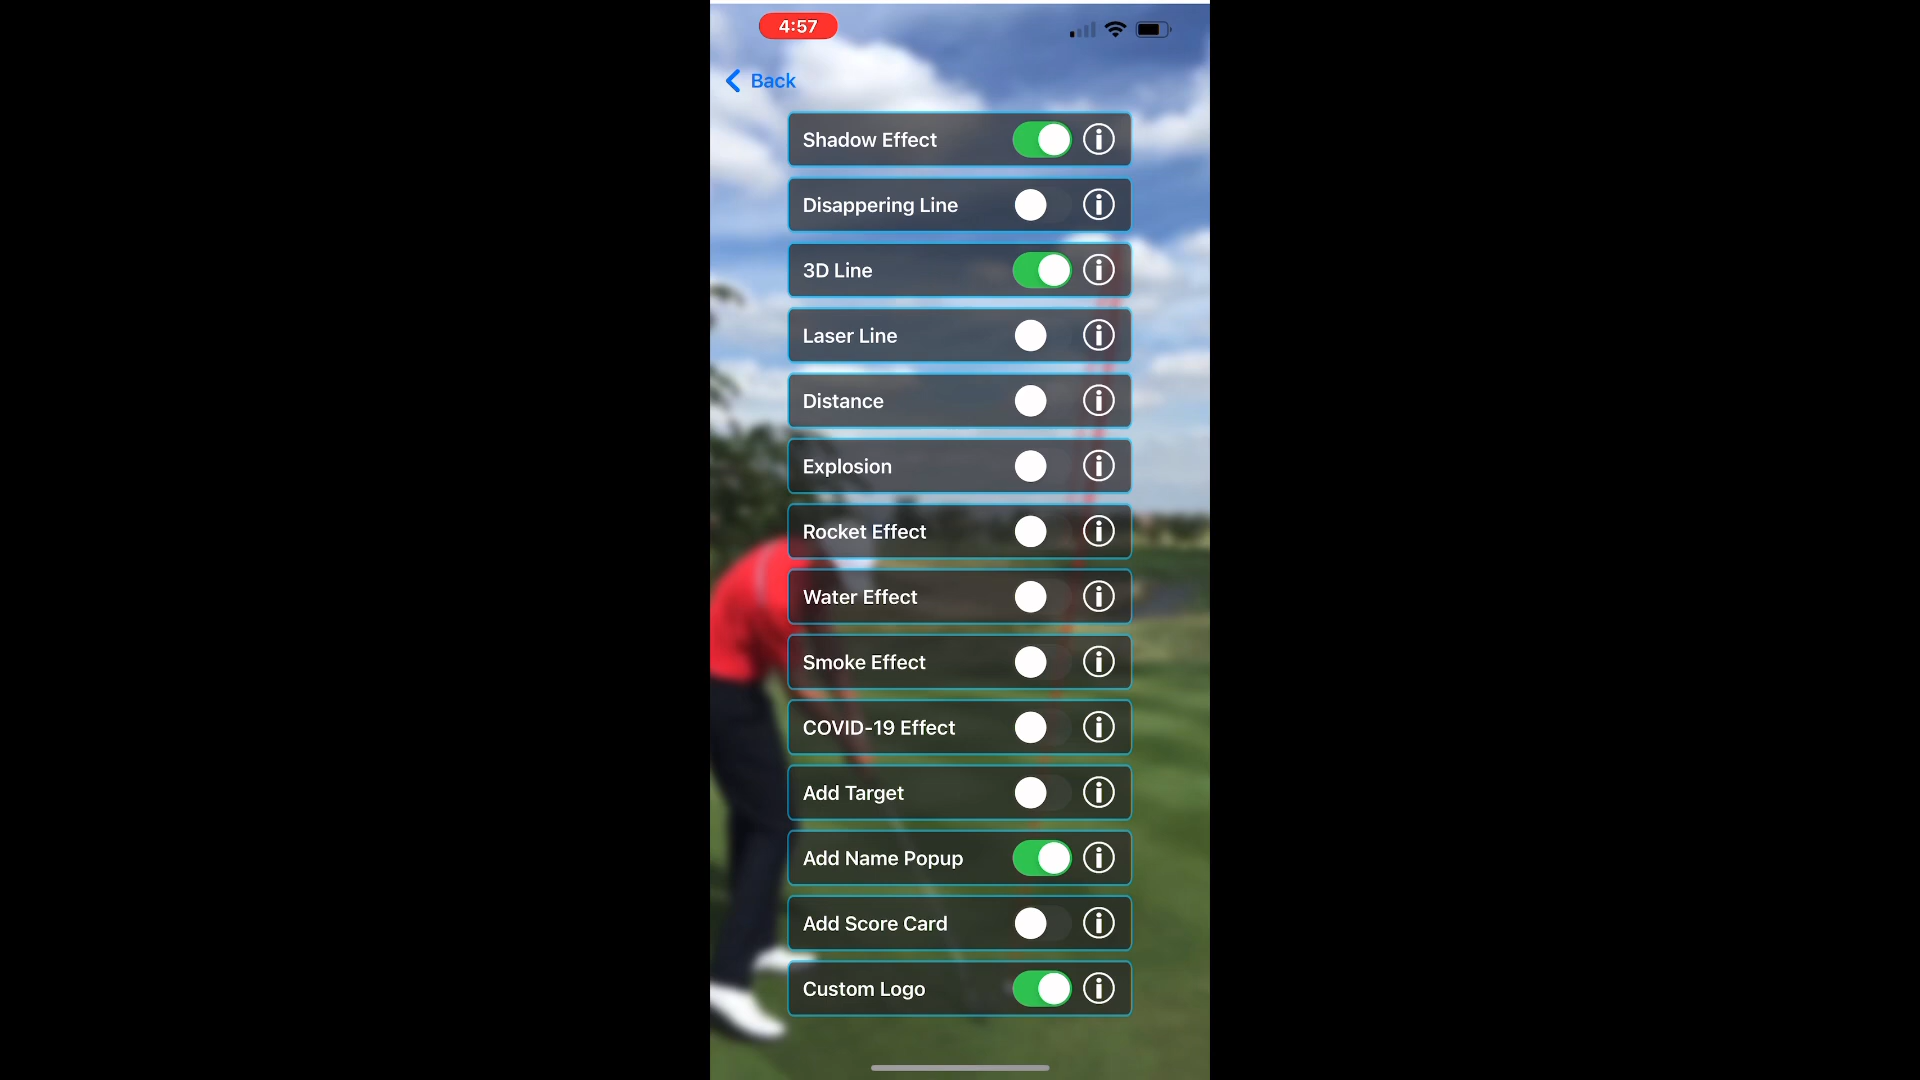 4:57
Back
Shadow Effect
Disappering Line
3D Line
Laser Line
Distance
Explosion
Rocket Effect
Water Effect
Smoke Effect
COVID-19 Effect
Add Target
Add Name Popup
Add Score Card
Custom Logo